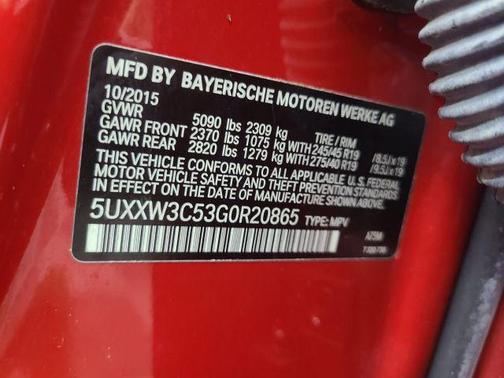 MFD BY BAYERISCHE MOTOREN WERKE AG
10/2015
GVWR 5090 lbs 2309 kg TIRE / RIM
GAWR FRONT 2370 lbs 1075 kg WITH 245/45 R19 /8.5J x 19
GAWR REAR 2820 lbs 1279 kg WITH 275/40 R19 /9.5J x 19
THIS VEHICLE CONFORMS TO ALL APPLICABLE U.S. FEDERAL
MOTOR VEHICLE SAFETY STANDARDS IN EFFECT ON THE
DATE OF MANUFACTURE SHOWN ABOVE.
5UXXW3C53G0R20865 TYPE: MPV